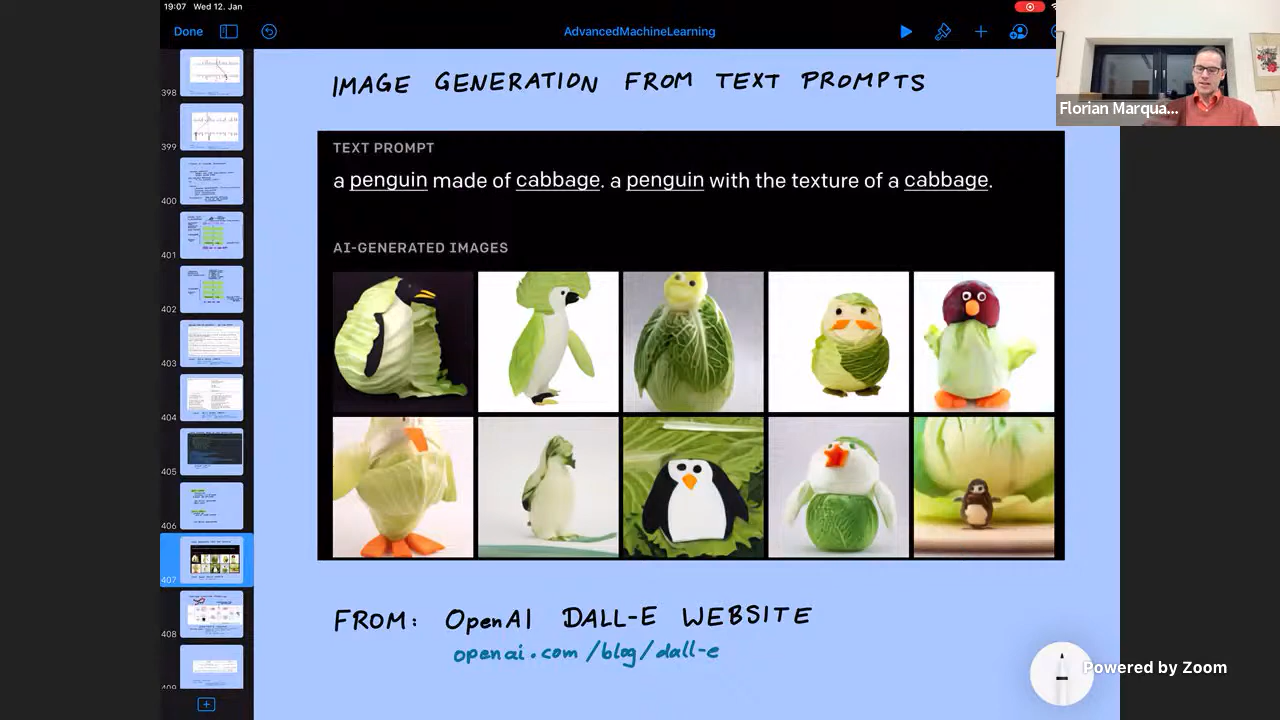 19:07 Wed 12. Jan
Done
AdvancedMachineLearning
Florian Marqua...
IMAGE GENERATION FROM TEXT PROMPTS
TEXT PROMPT
a penguin made of cabbage. a penguin with the texture of a cabbage.
AI-GENERATED IMAGES
FROM: OpenAI DALL-E WEBSITE
openai.com/blog/dall-e
398
399
400
401
402
403
404
405
406
407
408
Powered by Zoom